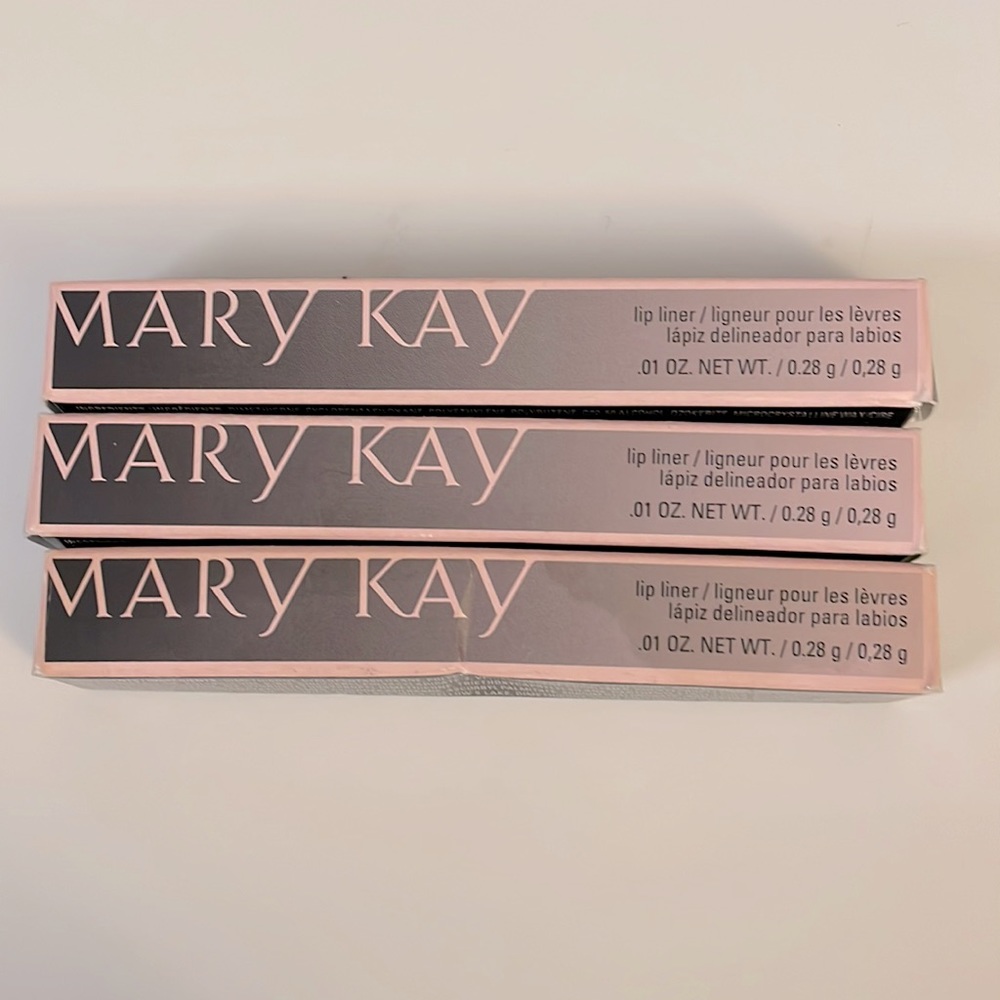 MARY KAY
lip liner / ligneur pour les lèvres
lápiz delineador para labios
.01 OZ. NET WT. / 0.28 g / 0,28 g
MARY KAY
lip liner / ligneur pour les lèvres
lápiz delineador para labios
.01 OZ. NET WT. / 0.28 g / 0,28 g
MARY KAY
lip liner / ligneur pour les lèvres
lápiz delineador para labios
.01 OZ. NET WT. / 0.28 g / 0,28 g